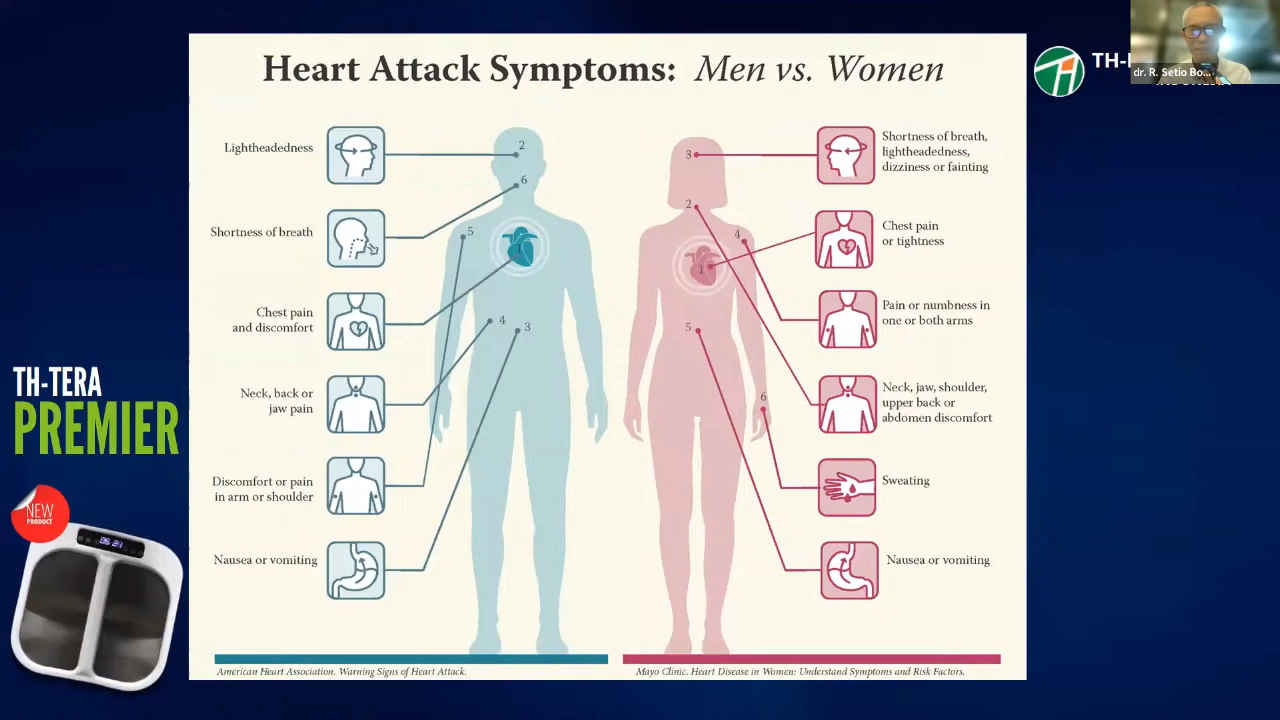 Heart Attack Symptoms: Men vs. Women
Lightheadedness
Shortness of breath
Chest pain
and discomfort
Neck, back or
jaw pain
Discomfort or pain
in arm or shoulder
Nausea or vomiting
2
6
5
1
4
3
3
2
4
1
5
6
Shortness of breath,
lightheadedness,
dizziness or fainting
Chest pain
or tightness
Pain or numbness in
one or both arms
Neck, jaw, shoulder,
upper back or
abdomen discomfort
Sweating
Nausea or vomiting
American Heart Association. Warning Signs of Heart Attack.
Mayo Clinic. Heart Disease in Women: Understand Symptoms and Risk Factors.
TH-TERA
PREMIER
NEW
PRODUCT
TH-
dr. R. Setio Bo...